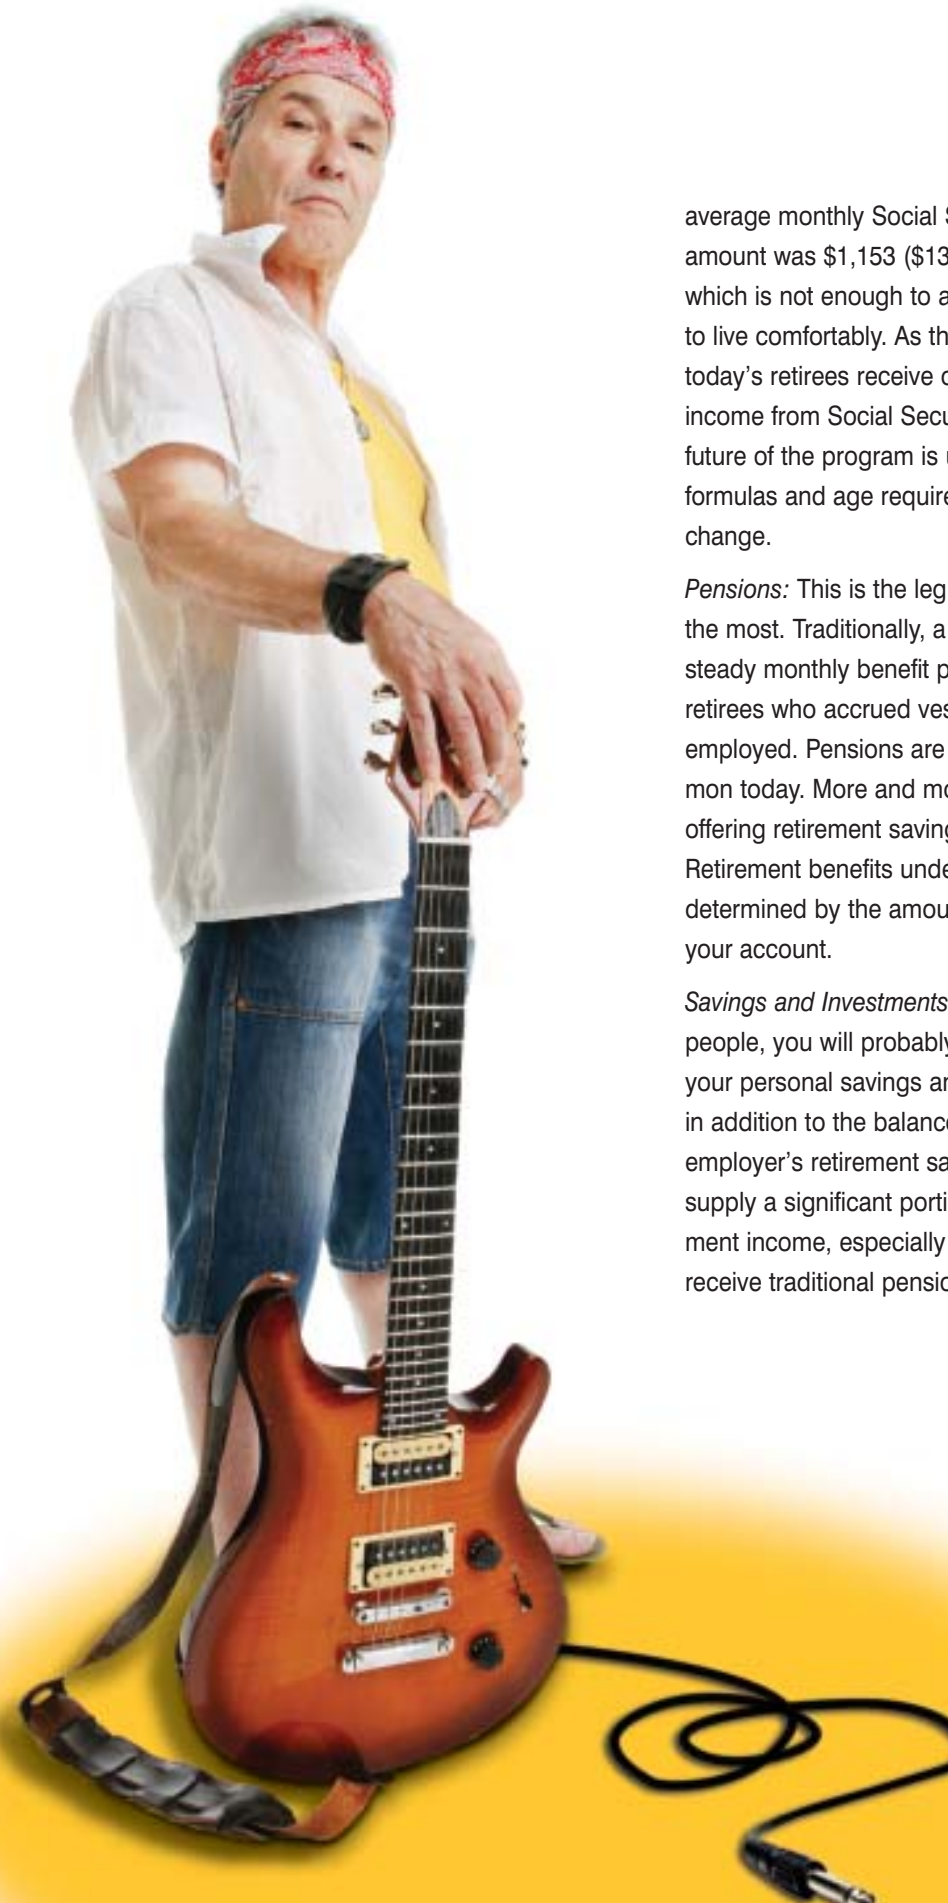 average monthly Social
amount was $1,153 ($13
which is not enough to a
to live comfortably. As th
today's retirees receive
income from Social Secu
future of the program is
formulas and age require
change.
Pensions: This is the leg
the most. Traditionally, a
steady monthly benefit p
retirees who accrued ves
employed. Pensions are
mon today. More and mo
offering retirement saving
Retirement benefits unde
determined by the amou
your account.
Savings and Investments
people, you will probably
your personal savings an
in addition to the balance
employer's retirement sa
supply a significant porti
ment income, especially
receive traditional pensio